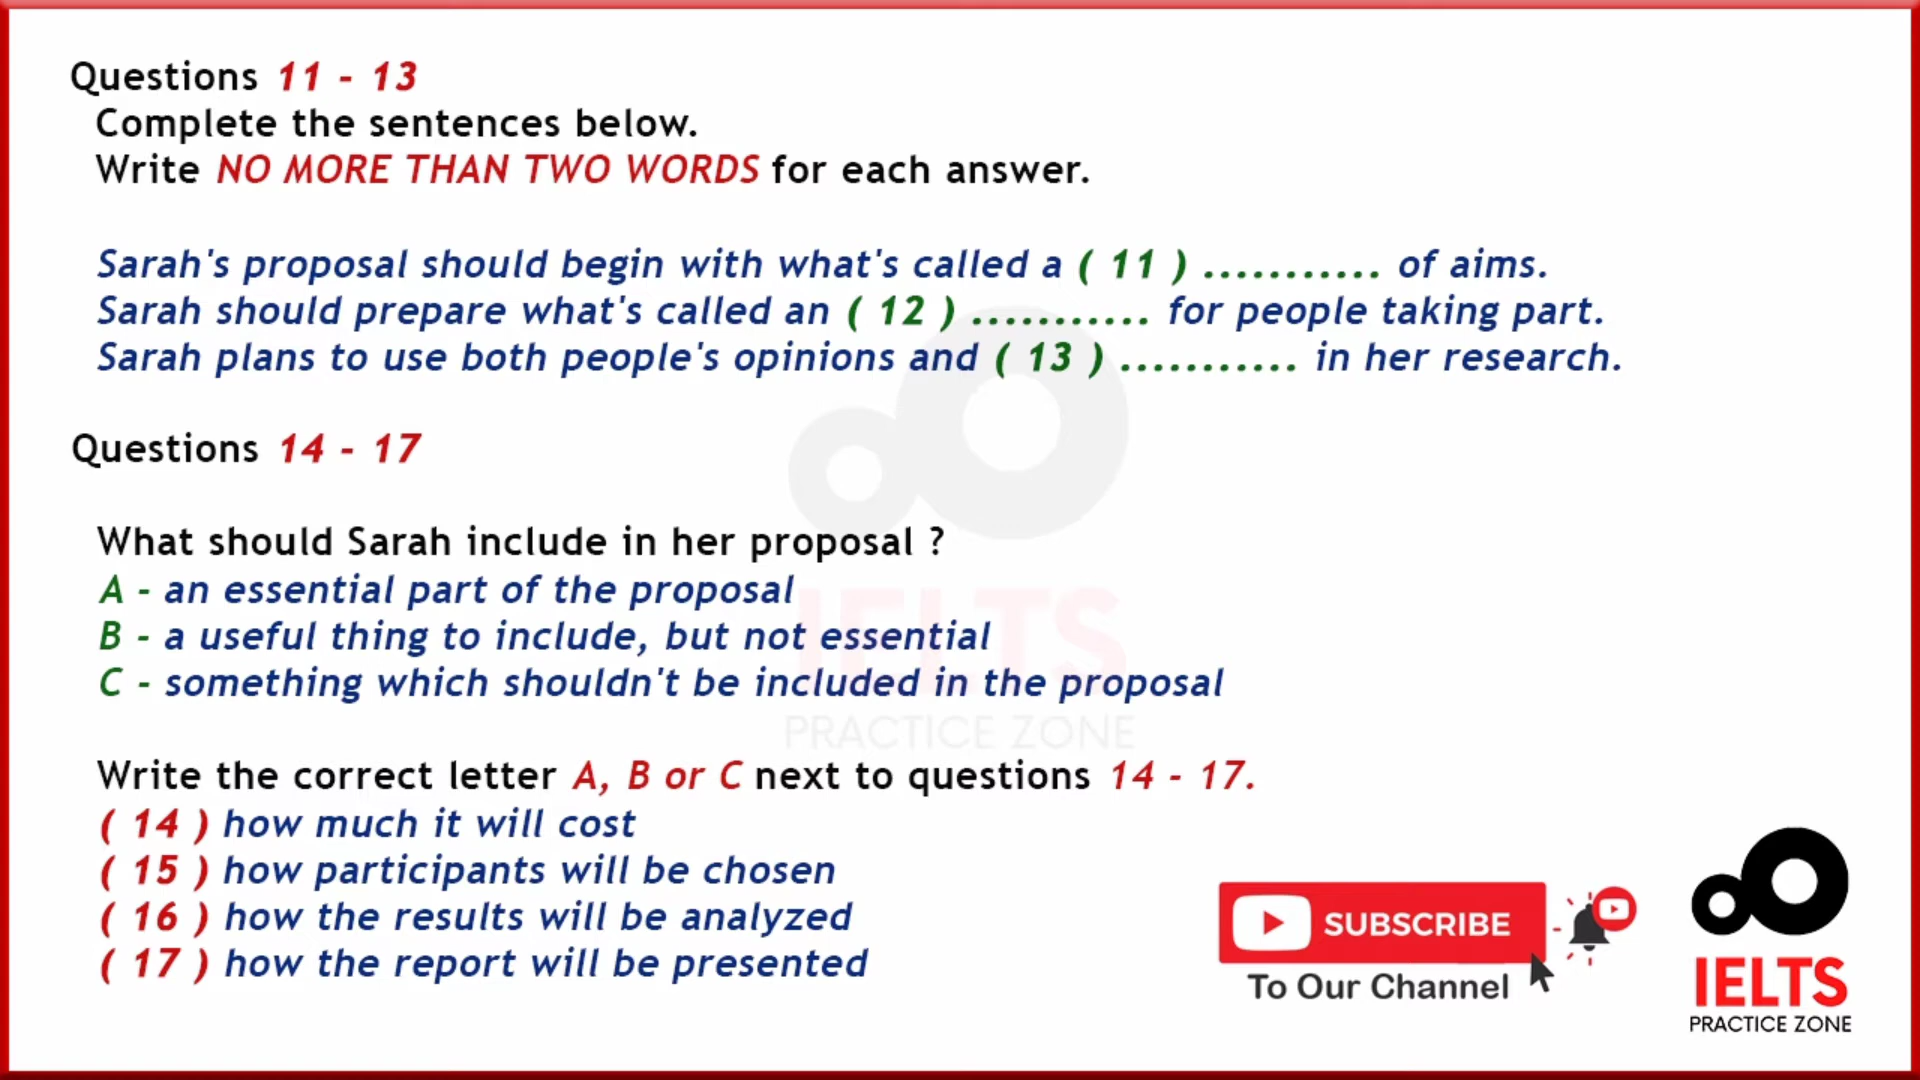 Questions 11 - 13
Complete the sentences below.
Write NO MORE THAN TWO WORDS for each answer.
Sarah's proposal should begin with what's called a ( 11 ) ........... of aims.
Sarah should prepare what's called an ( 12 ) ........... for people taking part.
Sarah plans to use both people's opinions and ( 13 ) ........... in her research.
Questions 14 - 17
What should Sarah include in her proposal ?
A - an essential part of the proposal
B - a useful thing to include, but not essential
C - something which shouldn't be included in the proposal
IELTS
PRACTICE ZONE
Write the correct letter A, B or C next to questions 14 - 17.
( 14 ) how much it will cost
( 15 ) how participants will be chosen
( 16 ) how the results will be analyzed
( 17 ) how the report will be presented
SUBSCRIBE
To Our Channel
IELTS
PRACTICE ZONE